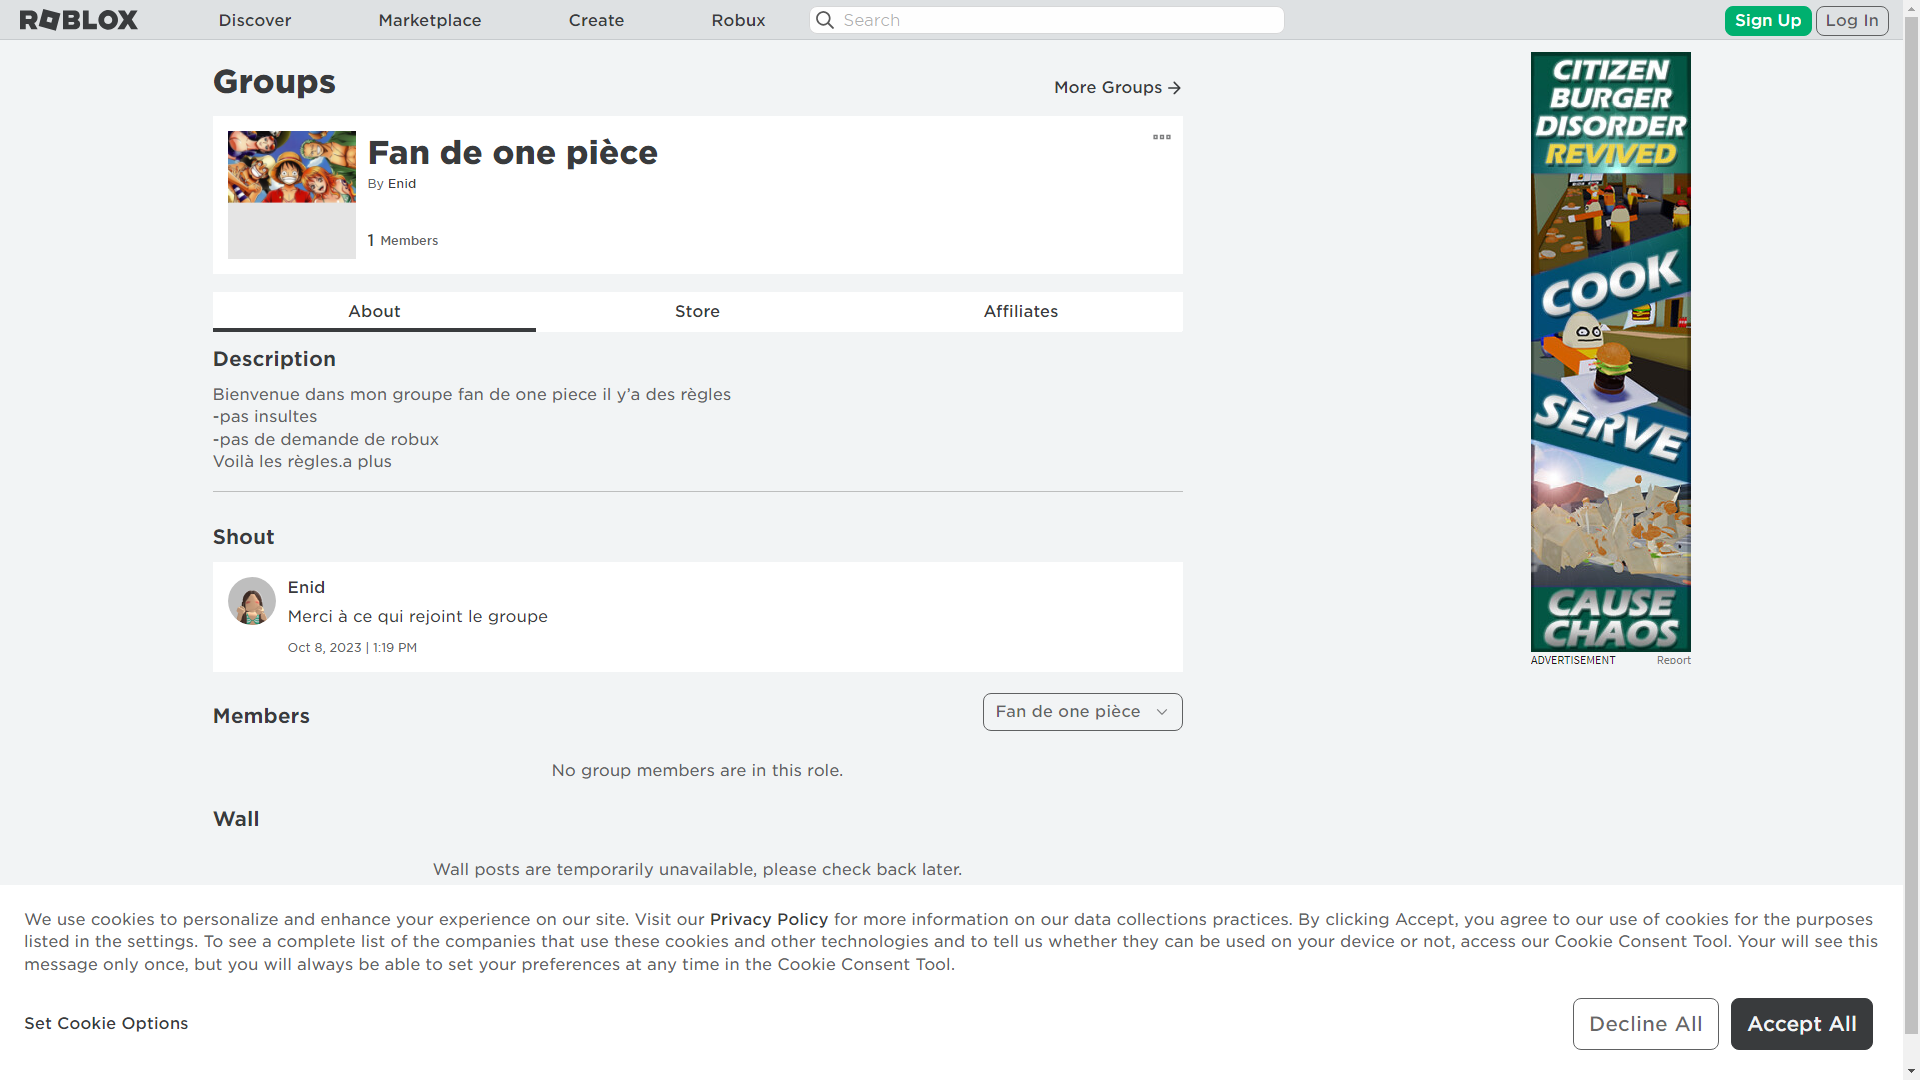 ROBLOX
Discover
Marketplace
Create
Robux
Search
Sign Up
Log In
Groups
More Groups
Fan de one pièce
By Enid
1 Members
About
Store
Affiliates
Description
Bienvenue dans mon groupe fan de one piece il y’a des règles
-pas insultes
-pas de demande de robux
Voilà les règles.a plus
Shout
Enid
Merci à ce qui rejoint le groupe
Oct 8, 2023 | 1:19 PM
Members
Fan de one pièce
No group members are in this role.
Wall
Wall posts are temporarily unavailable, please check back later.
CITIZEN
BURGER
DISORDER
REVIVED
COOK
SERVE
CAUSE
CHAOS
ADVERTISEMENT
Report
We use cookies to personalize and enhance your experience on our site. Visit our Privacy Policy for more information on our data collections practices. By clicking Accept, you agree to our use of cookies for the purposes
listed in the settings. To see a complete list of the companies that use these cookies and other technologies and to tell us whether they can be used on your device or not, access our Cookie Consent Tool. Your will see this
message only once, but you will always be able to set your preferences at any time in the Cookie Consent Tool.
Set Cookie Options
Decline All
Accept All